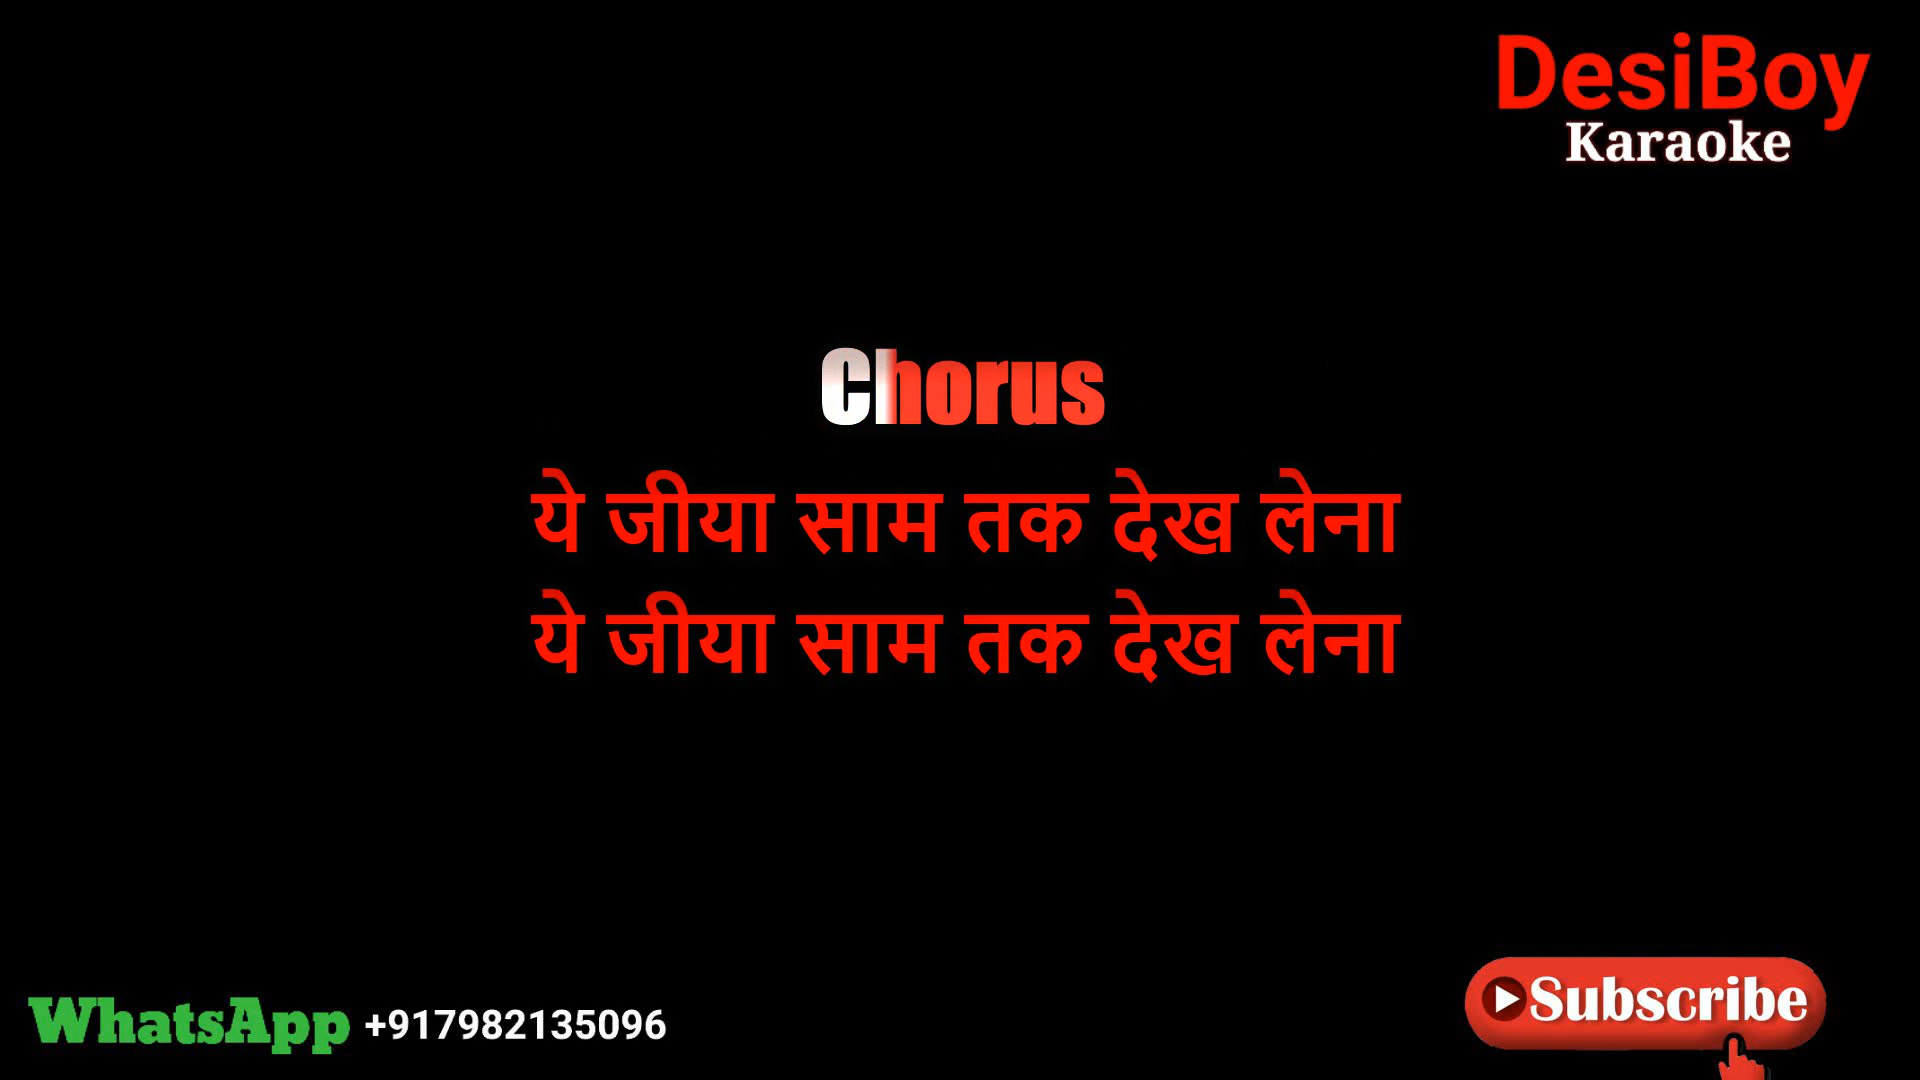 DesiBoy
Karaoke
Chorus
ये जीया साम तक देख लेना
ये जीया साम तक देख लेना
WhatsApp +917982135096
Subscribe